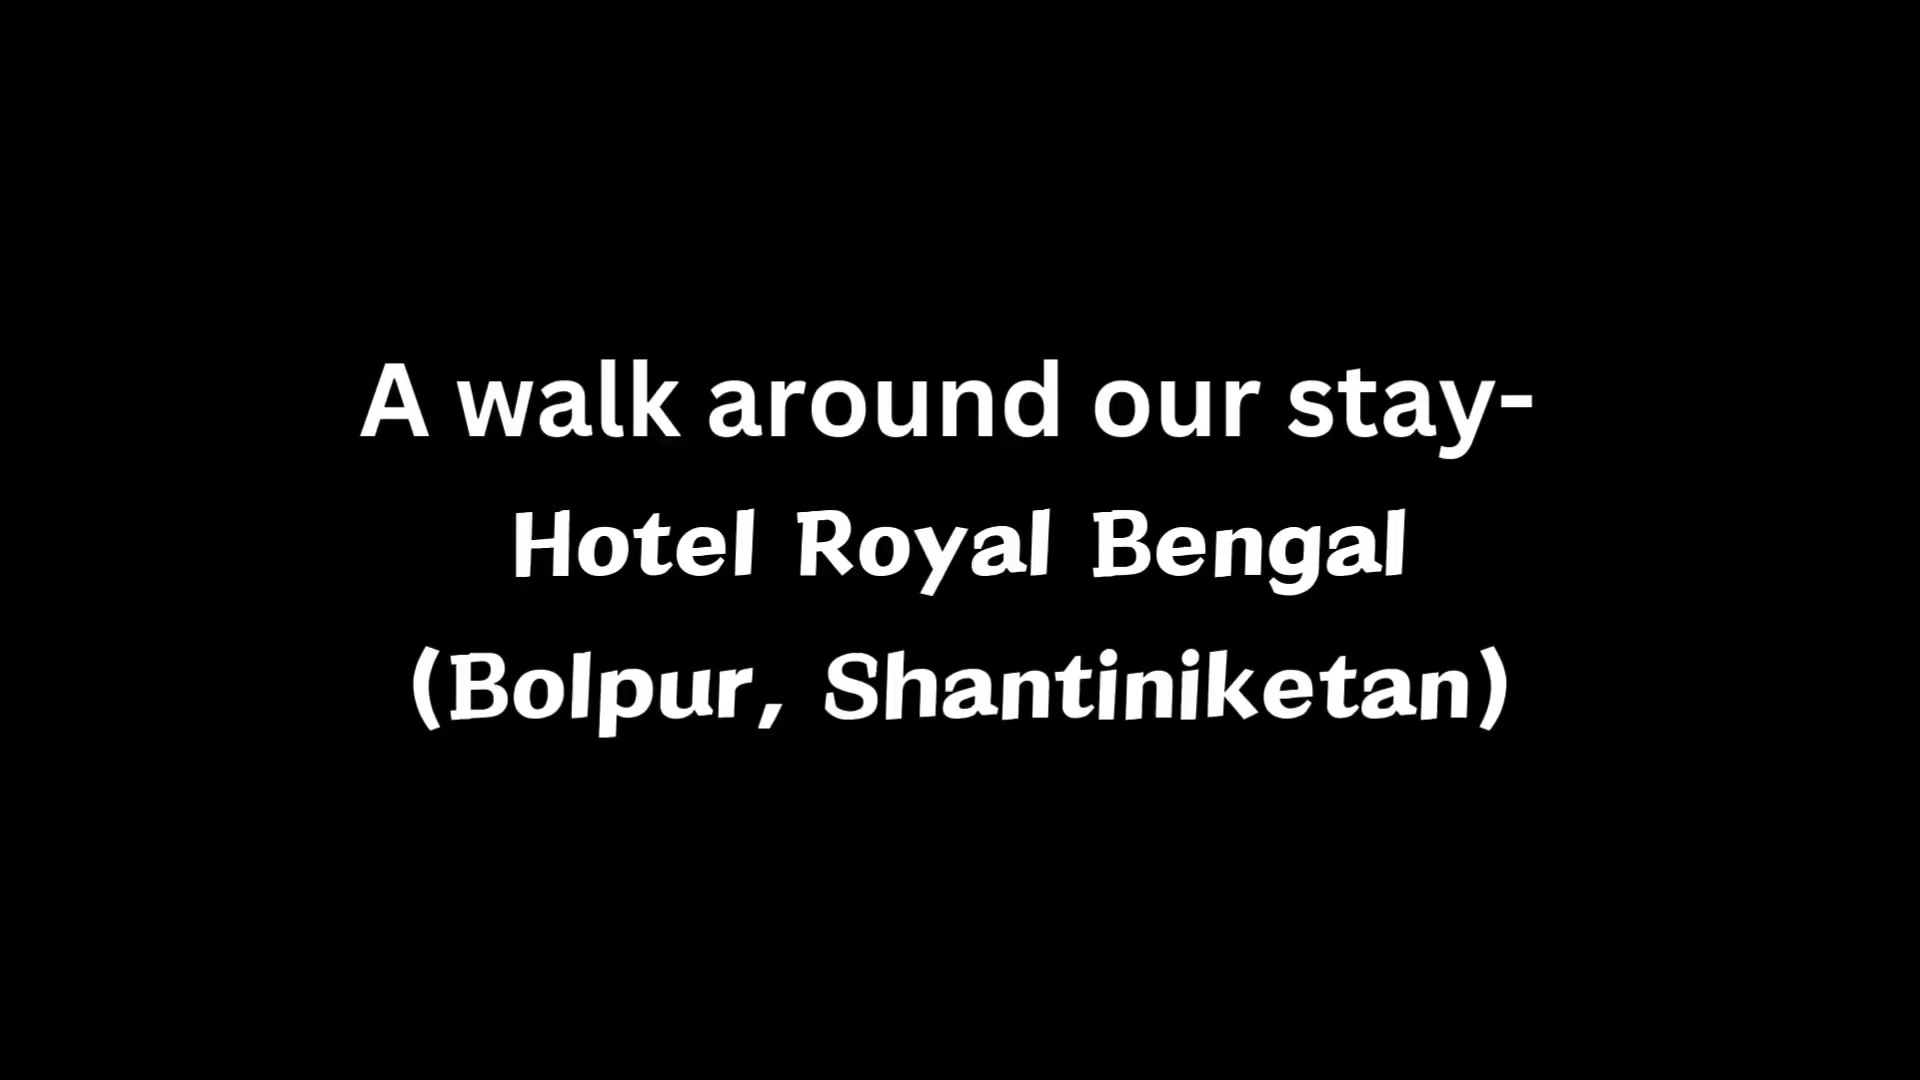 A walk around our stay-
Hotel Royal Bengal
(Bolpur, Shantiniketan)